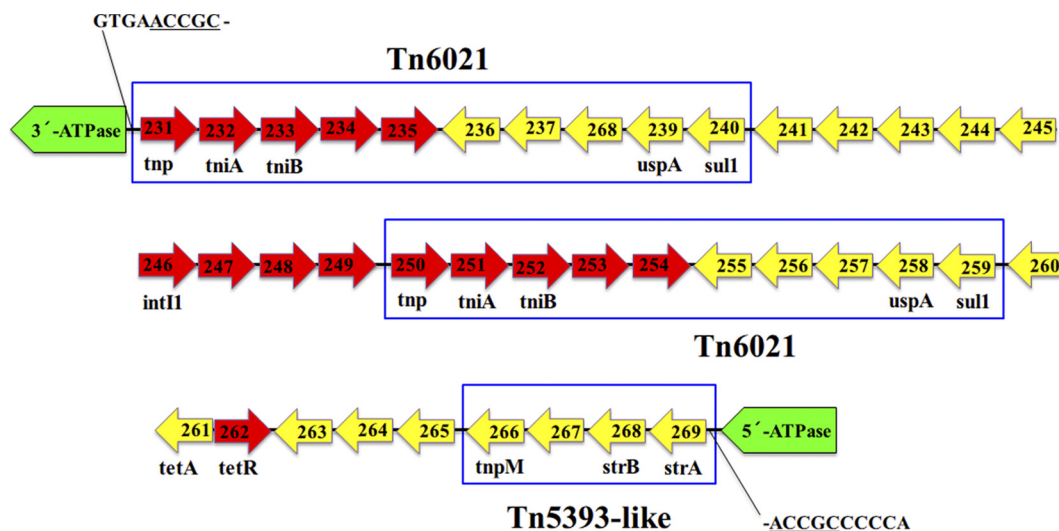 GTGAACCGC-
Tn6021
3´-ATPase 231 232 233 234 235 236 237 268 239 240 241 242 243 244 245
tnp tniA tniB uspA sul1
246 247 248 249 250 251 252 253 254 255 256 257 258 259 260
intI1 tnp tniA tniB uspA sul1
Tn6021
261 262 263 264 265 266 267 268 269 5´-ATPase
tetA tetR tnpM strB strA
Tn5393-like
-ACCGCCCCCA